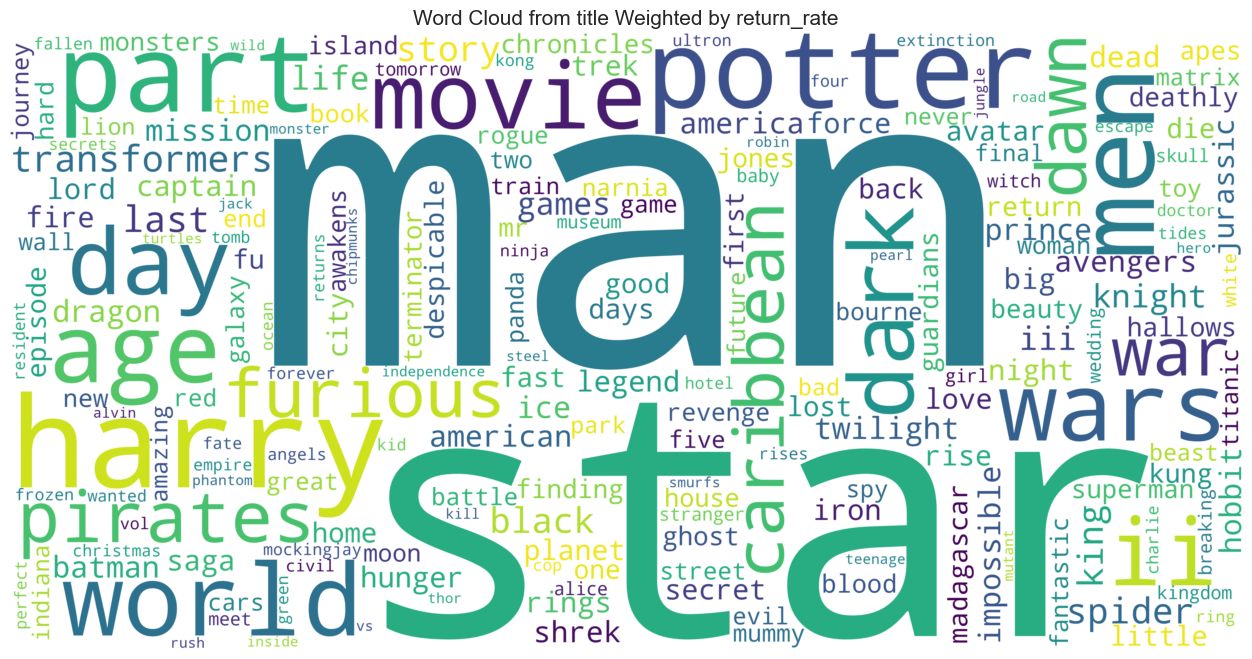 Word Cloud from title Weighted by return_rate
fallen monsters wild island story chronicles ultron extinction dead apes
part life tomorrow kong trek movie potter four jungle road dawn men matrix
journey hard time book lion mission monster rogue america force never avatar escape deathly
secrets transformers two robin jones final die skull jurassic
lord captain jack train narnia baby back witch return toy
fire last end games game man mr museum first dark prince woman doctor
wall turtles tomb fu returns awakens chipmunks terminator despicable ninja pearl tides hero
day city panda good days caribbean future bourne guardians big avengers white
episode dragon galaxy ocean beauty knight
resident age steel iii wedding hallows
forever independence fast legend hotel bad girl night war
new alvin red furious ice park revenge lost love wars titanic
harry amazing fate kid american five twilight
empire angels rises rise beast
phantom great battle finding smurfs house spy kung
frozen wanted vol kill black stranger iron superman
pirates home star ghost madagascar impossible king ii hobbit
christmas mockingjay moon planet street teenage mutant fantastic charlie breaking
indiana batman saga civil hunger cop one secret blood kingdom
perfect world cars green meet thor alice rings evil spider ring
rush inside vs shrek mummy little